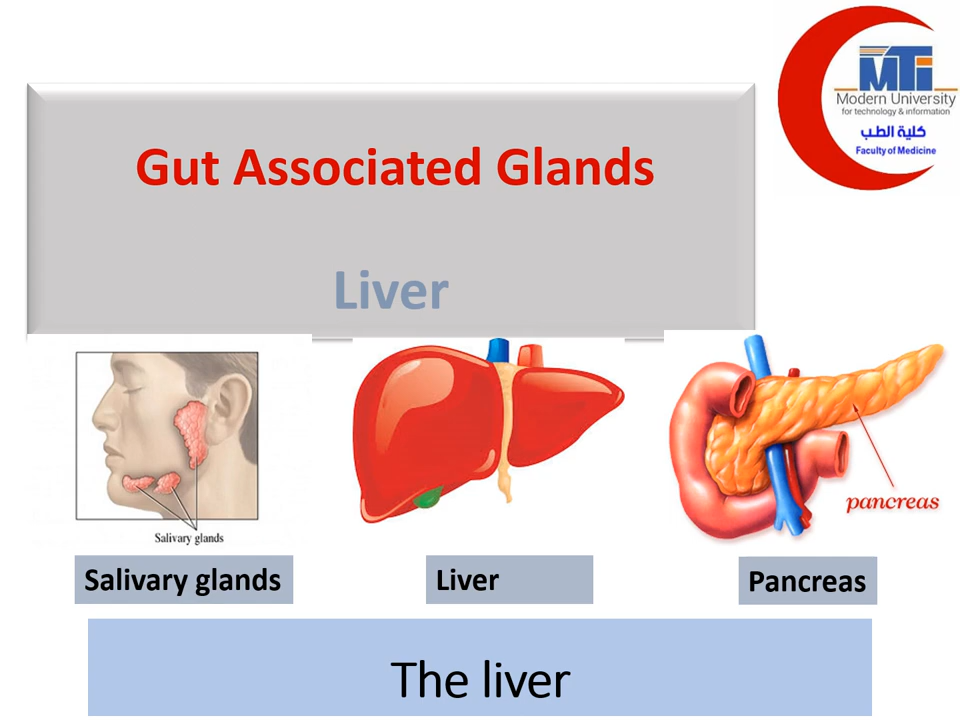 MTi
Modern University
for technology & information
كلية الطب
Faculty of Medicine
Gut Associated Glands
Liver
Salivary glands
pancreas
Salivary glands
Liver
Pancreas
The liver